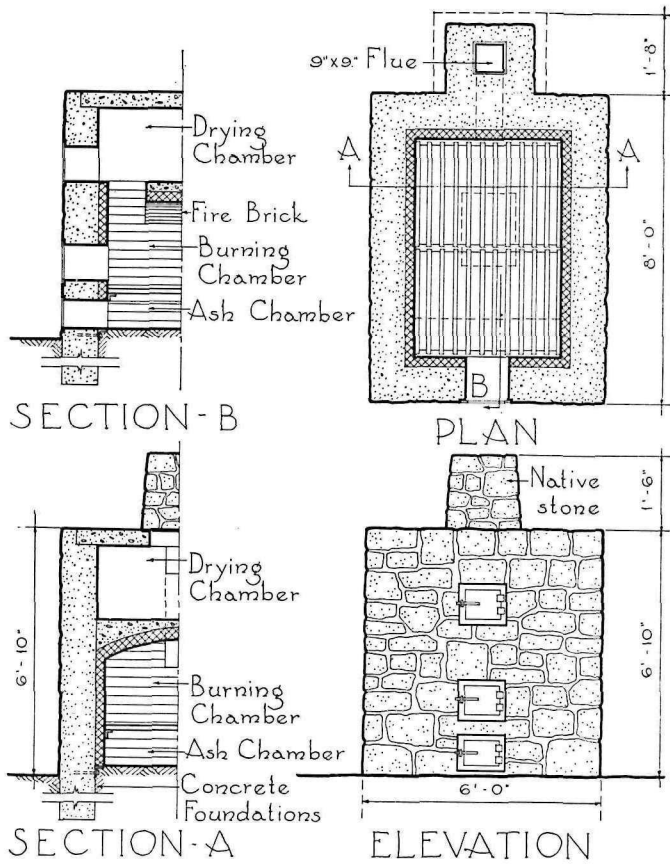 9"x9" Flue
1'-8"
Drying
Chamber
Fire Brick
Burning
Chamber
Ash Chamber
A
A
8'-0"
B
SECTION-B
PLAN
Native
stone
1'-6"
Drying
Chamber
6'-10"
Burning
Chamber
Ash Chamber
Concrete
Foundations
6'-10"
6'-0"
SECTION-A
ELEVATION